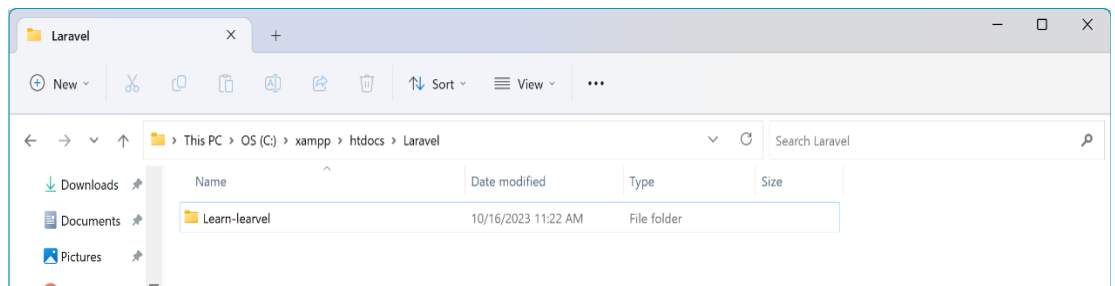 Laravel
New
Sort
View
This PC > OS (C:) > xampp > htdocs > Laravel
Search Laravel
Downloads
Name
Date modified
Type
Size
Documents
Learn-learvel
10/16/2023 11:22 AM
File folder
Pictures